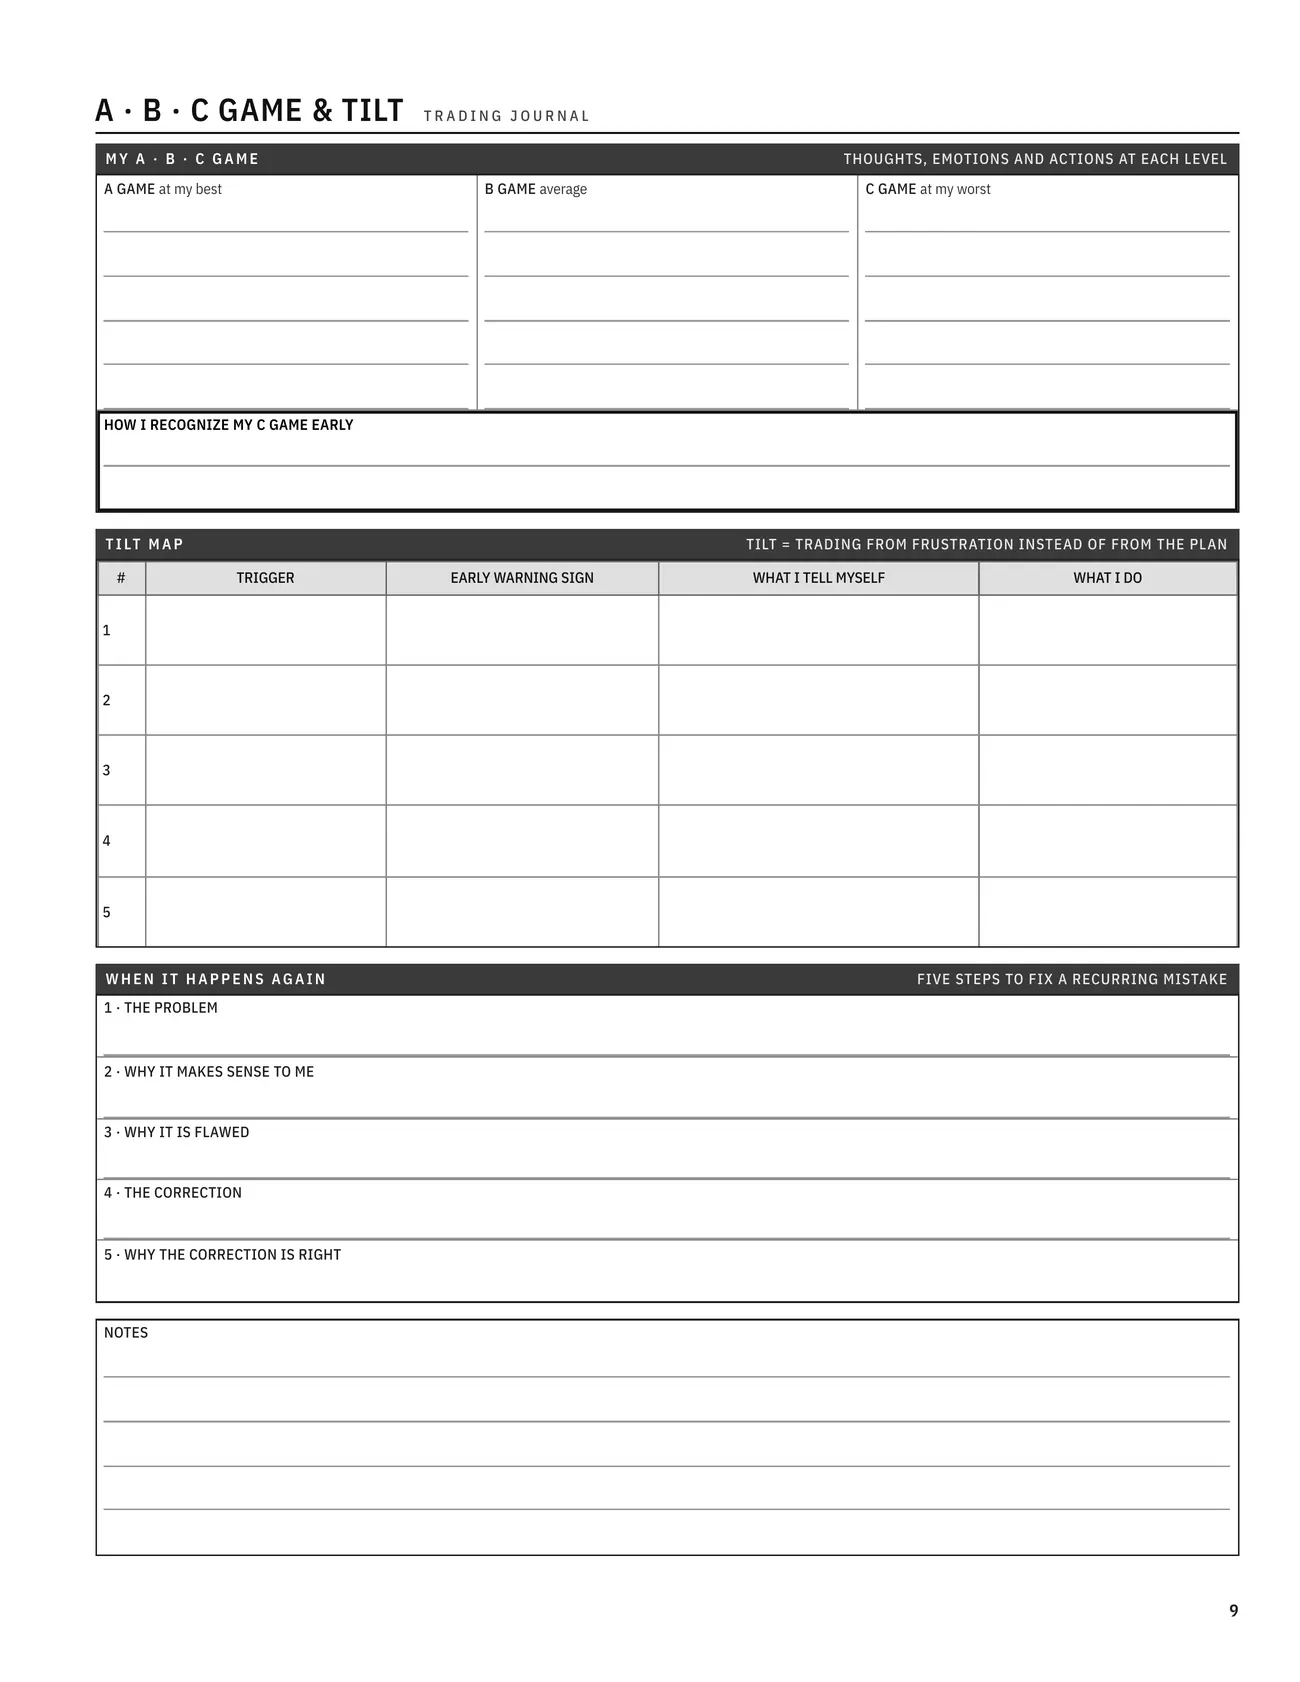 A · B · C GAME & TILT TRADING JOURNAL
MY A · B · C GAME THOUGHTS, EMOTIONS AND ACTIONS AT EACH LEVEL
A GAME at my best B GAME average C GAME at my worst
HOW I RECOGNIZE MY C GAME EARLY
TILT MAP TILT = TRADING FROM FRUSTRATION INSTEAD OF FROM THE PLAN
# TRIGGER EARLY WARNING SIGN WHAT I TELL MYSELF WHAT I DO
1
2
3
4
5
WHEN IT HAPPENS AGAIN FIVE STEPS TO FIX A RECURRING MISTAKE
1 · THE PROBLEM
2 · WHY IT MAKES SENSE TO ME
3 · WHY IT IS FLAWED
4 · THE CORRECTION
5 · WHY THE CORRECTION IS RIGHT
NOTES
9